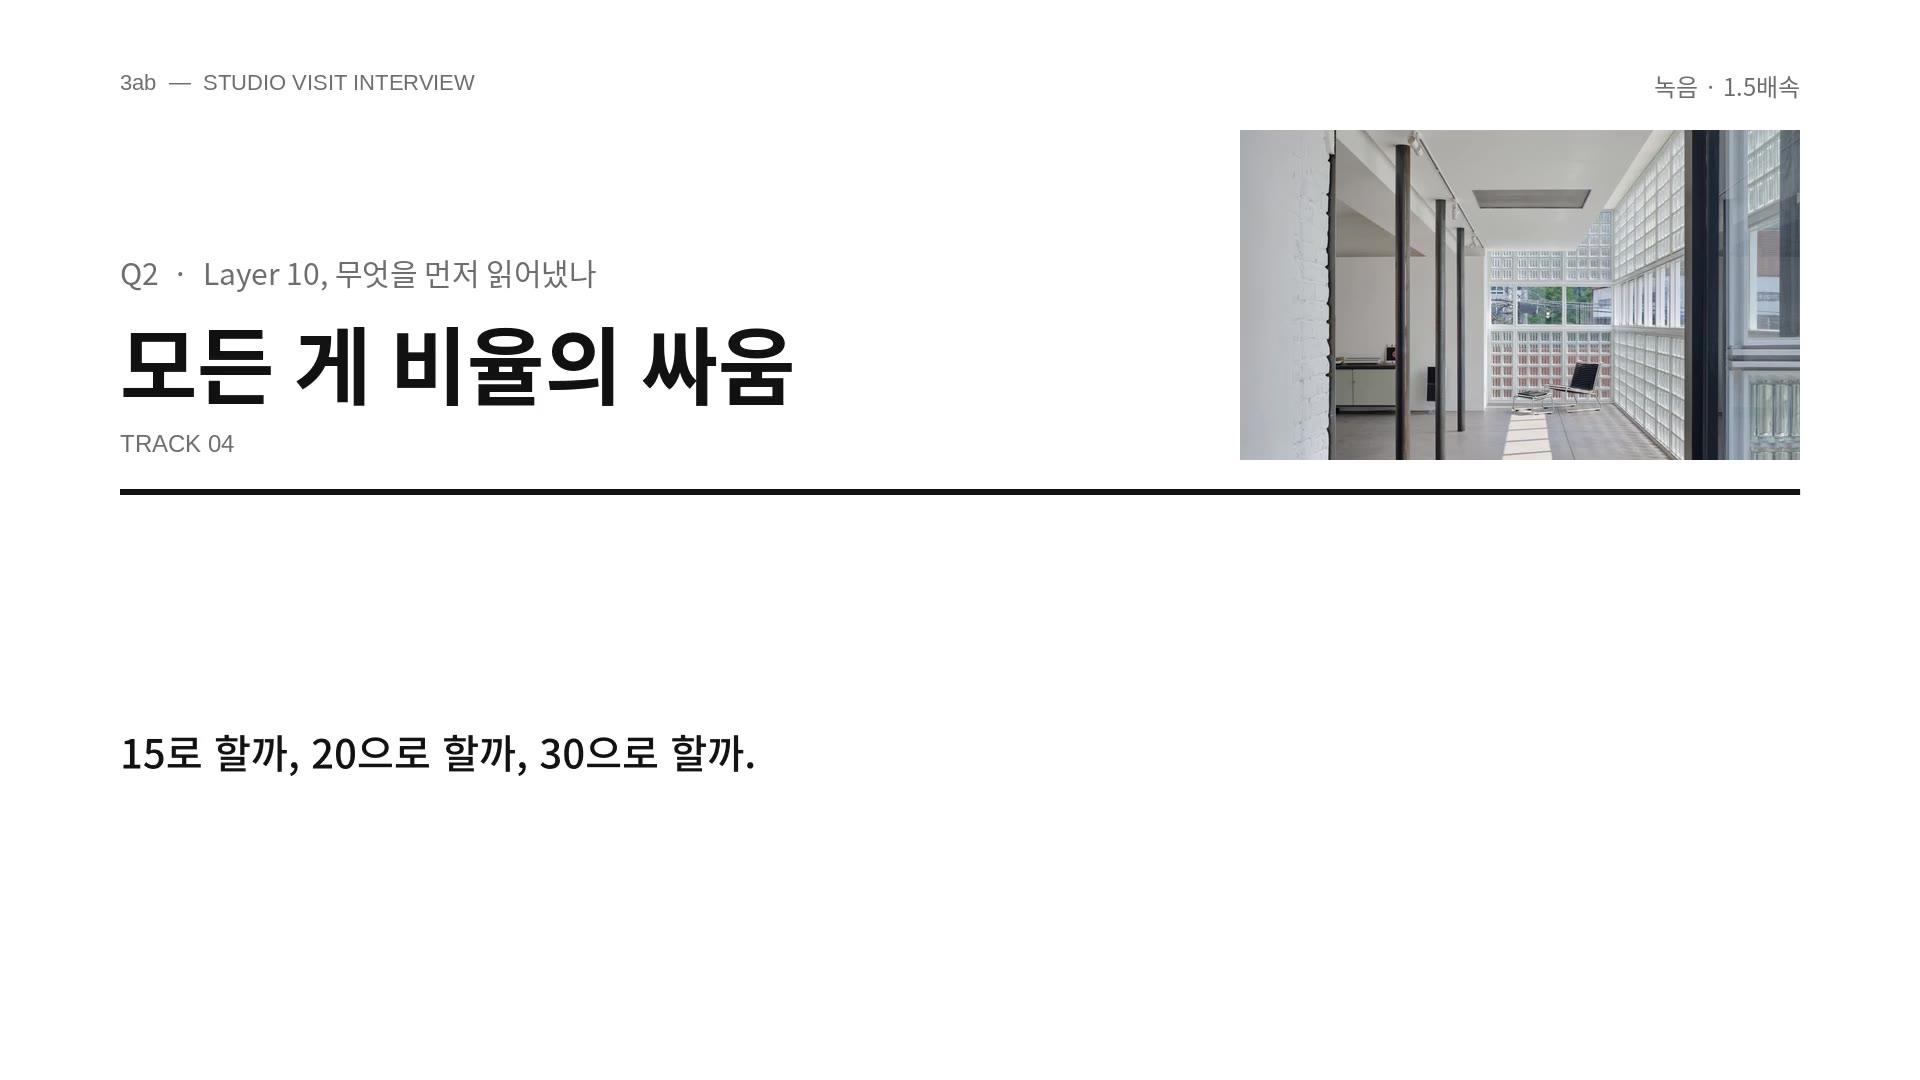 3ab — STUDIO VISIT INTERVIEW
녹음 · 1.5배속
Q2 · Layer 10, 무엇을 먼저 읽어냈나
모든 게 비율의 싸움
TRACK 04
15로 할까, 20으로 할까, 30으로 할까.